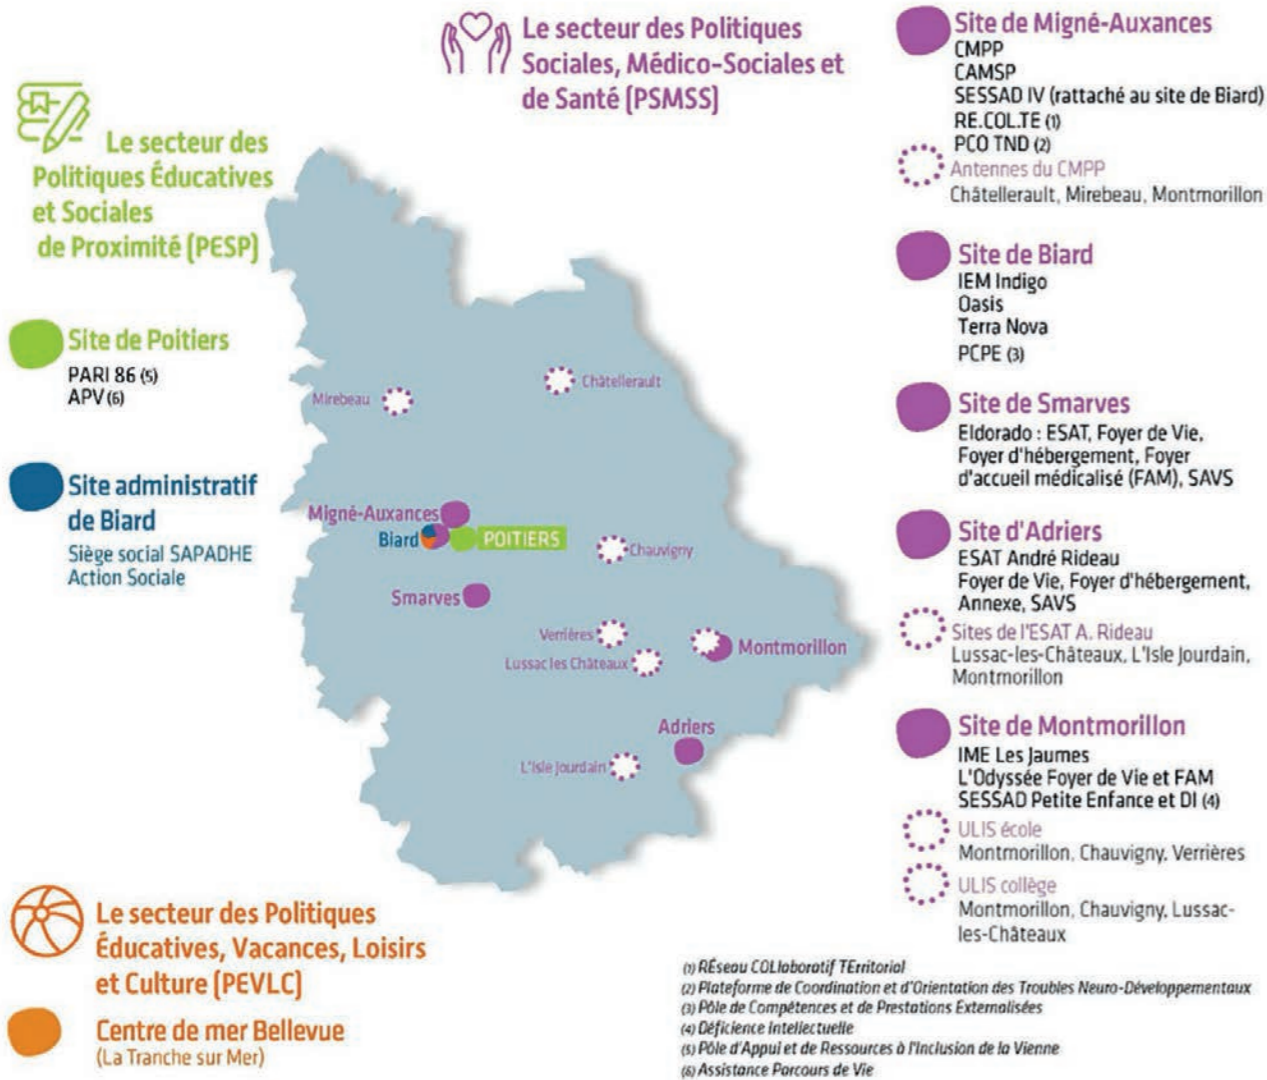 Le secteur des Politiques
Sociales, Médico-Sociales et
de Santé (PSMSS)
Le secteur des
Politiques Éducatives
et Sociales
de Proximité (PESP)
Site de Poitiers
PARI 86 (5)
APV (6)
Site administratif
de Biard
Siège social SAPADHE
Action Sociale
Le secteur des Politiques
Éducatives, Vacances, Loisirs
et Culture (PEVLC)
Centre de mer Bellevue
(La Tranche sur Mer)
Mirebeau
Châtellerault
Migné-Auxances
Biard
POITIERS
Chauvigny
Smarves
Verrières
Lussac les Châteaux
Montmorillon
Adriers
L'Isle Jourdain
Site de Migné-Auxances
CMPP
CAMSP
SESSAD IV (rattaché au site de Biard)
RE.COL.TE (1)
PCO TND (2)
Antennes du CMPP
Châtellerault, Mirebeau, Montmorillon
Site de Biard
IEM Indigo
Oasis
Terra Nova
PCPE (3)
Site de Smarves
Eldorado : ESAT, Foyer de Vie,
Foyer d'hébergement, Foyer
d'accueil médicalisé (FAM), SAVS
Site d'Adriers
ESAT André Rideau
Foyer de Vie, Foyer d'hébergement,
Annexe, SAVS
Sites de l'ESAT A. Rideau
Lussac-les-Châteaux, L'Isle Jourdain,
Montmorillon
Site de Montmorillon
IME Les Jaumes
L'Odyssée Foyer de Vie et FAM
SESSAD Petite Enfance et DI (4)
ULIS école
Montmorillon, Chauvigny, Verrières
ULIS collège
Montmorillon, Chauvigny, Lussac-
les-Châteaux
(1) RÉseau COLlaboratif TErritorial
(2) Plateforme de Coordination et d'Orientation des Troubles Neuro-Développementaux
(3) Pôle de Compétences et de Prestations Externalisées
(4) Déficience Intellectuelle
(5) Pôle d'Appui et de Ressources à l'Inclusion de la Vienne
(6) Assistance Parcours de Vie